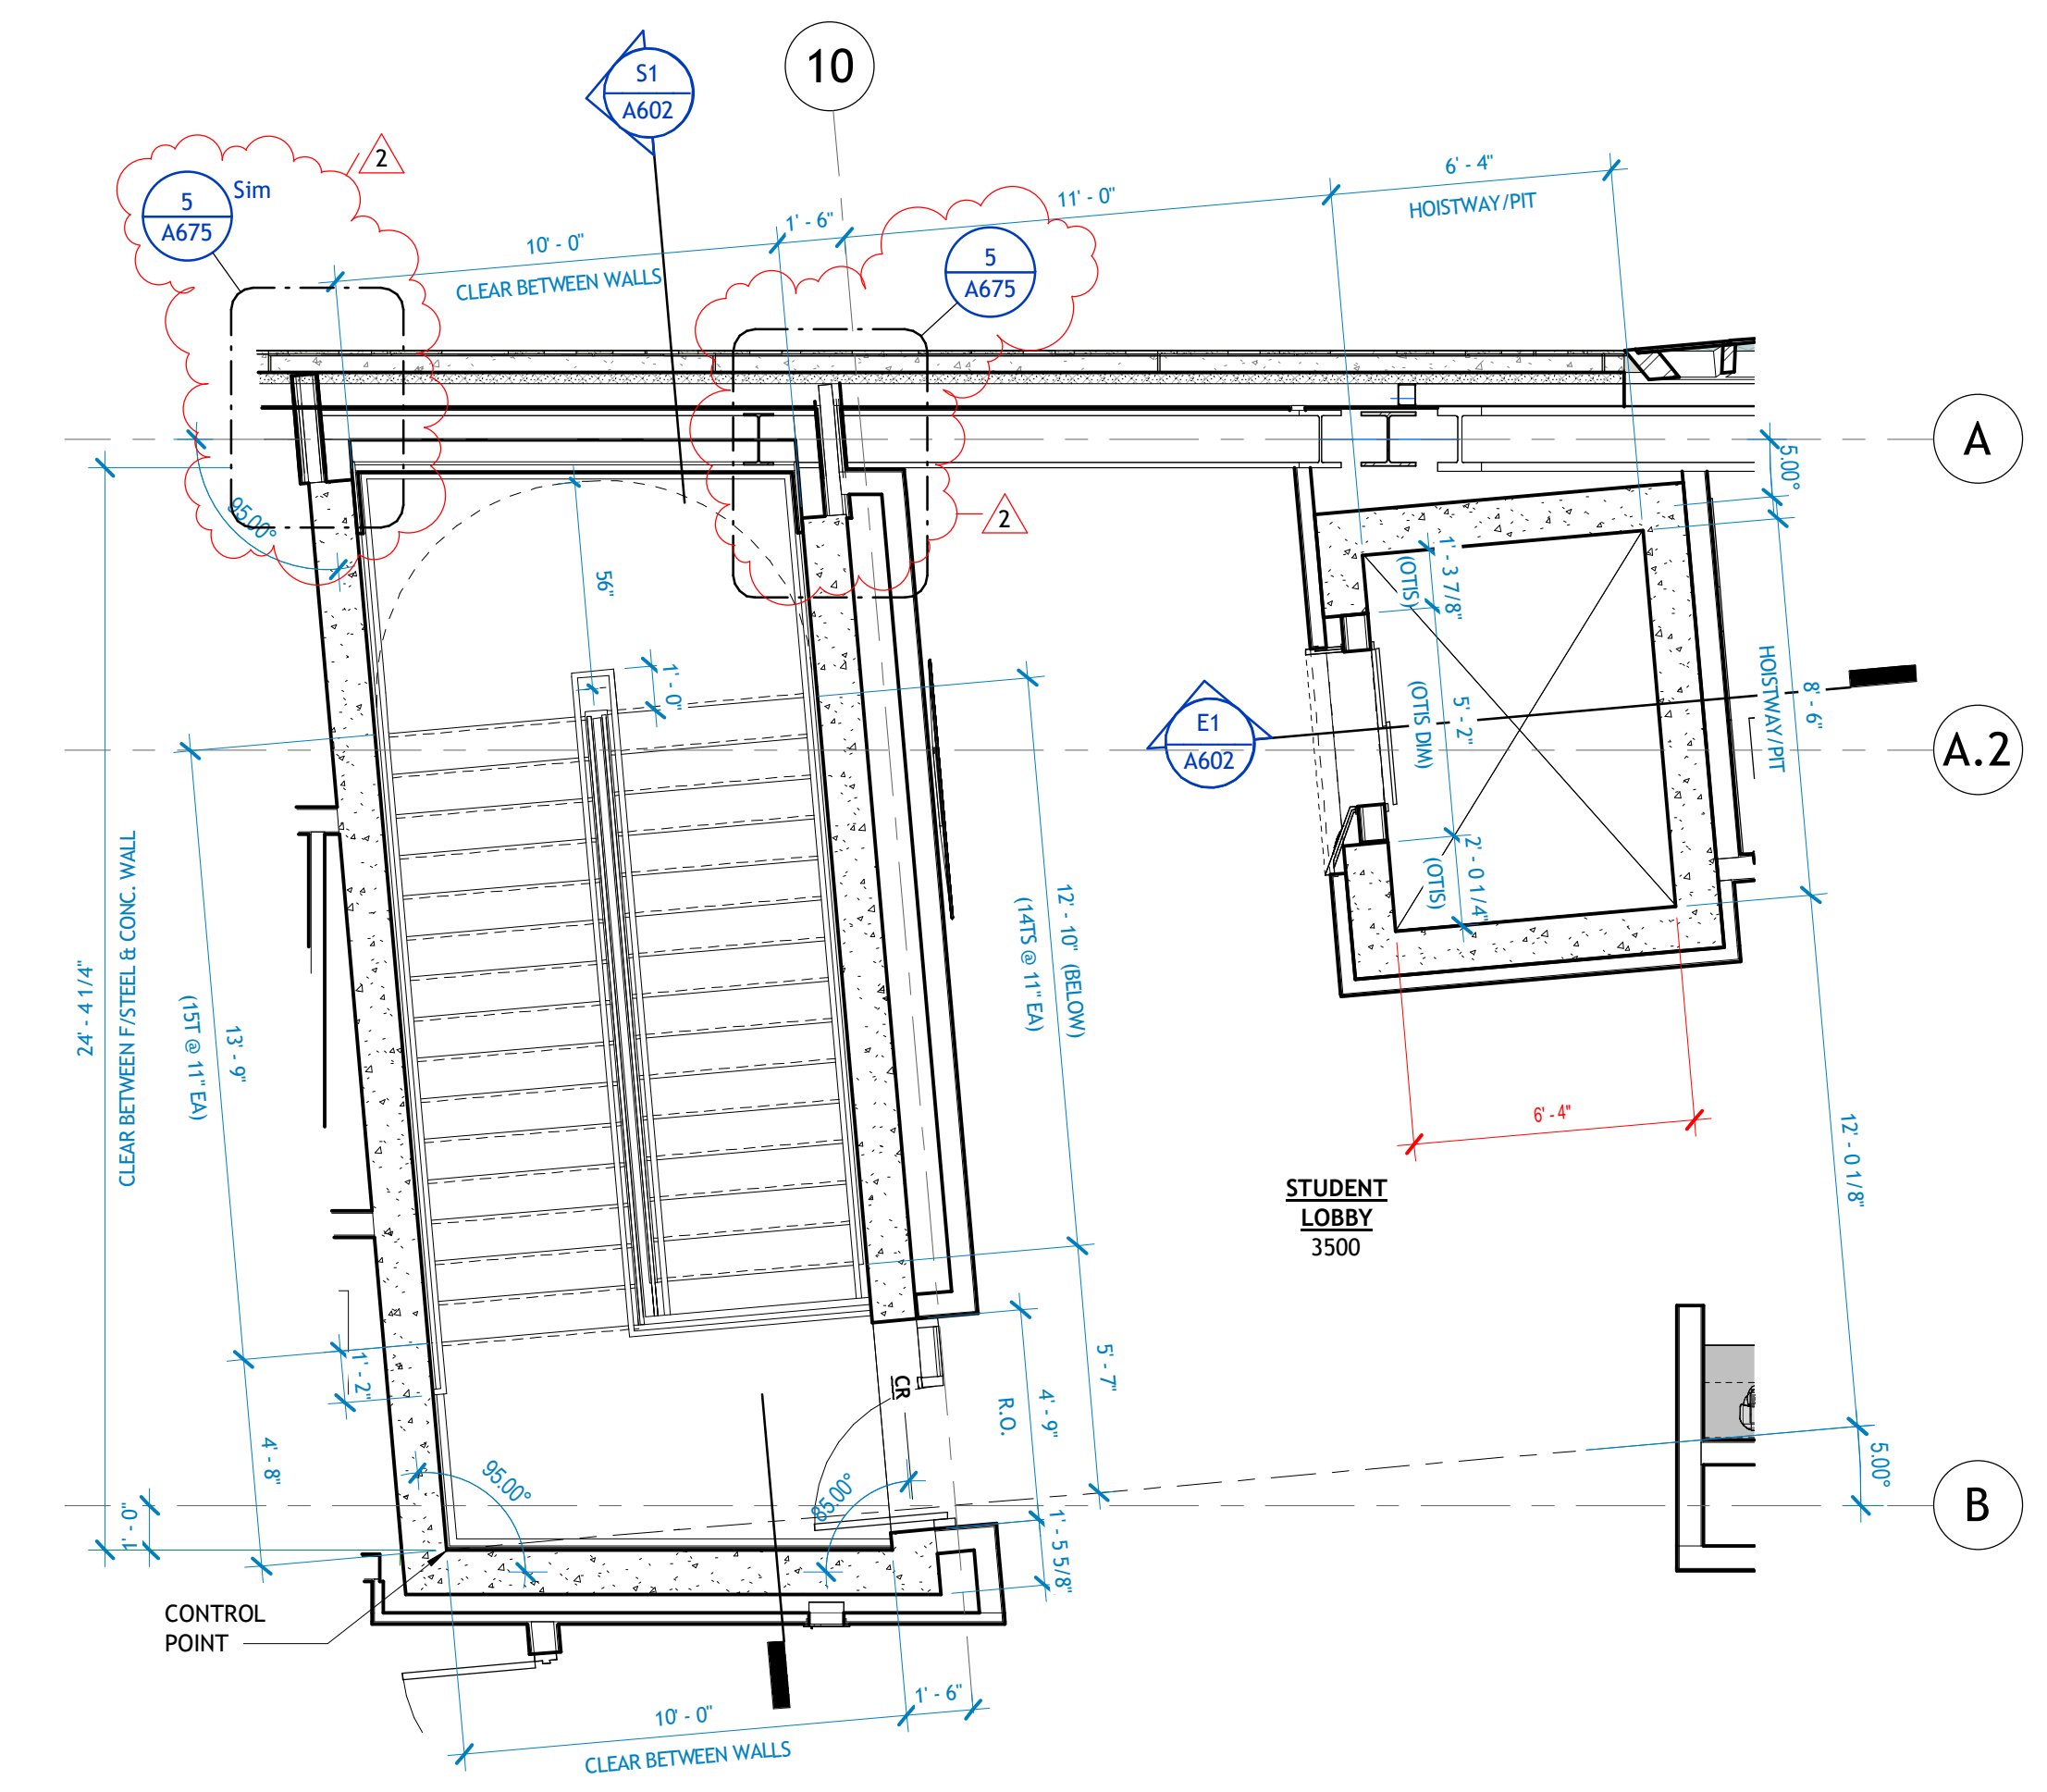 S1
A602
10
2
5
Sim
A675
6' - 4"
HOISTWAY/PIT
11' - 0"
1' - 6"
10' - 0"
CLEAR BETWEEN WALLS
5
A675
A
5.00°
95.00°
2
56"
1' - 0"
1' - 3 7/8"
(OTIS)
5' - 2"
(OTIS DIM)
2' - 0 1/4"
(OTIS)
HOISTWAY/PIT
8' - 6"
E1
A602
A.2
24' - 4 1/4"
CLEAR BETWEEN F/STEEL & CONC. WALL
13' - 9"
(15T @ 11" EA)
12' - 10" (BELOW)
(14TS @ 11" EA)
6' - 4"
12' - 0 1/8"
STUDENT
LOBBY
3500
1' - 2"
4' - 8"
CR
R.O.
4' - 9"
5' - 7"
5.00°
95.00°
85.00°
1' - 0"
1' - 5 5/8"
B
CONTROL
POINT
10' - 0"
CLEAR BETWEEN WALLS
1' - 6"